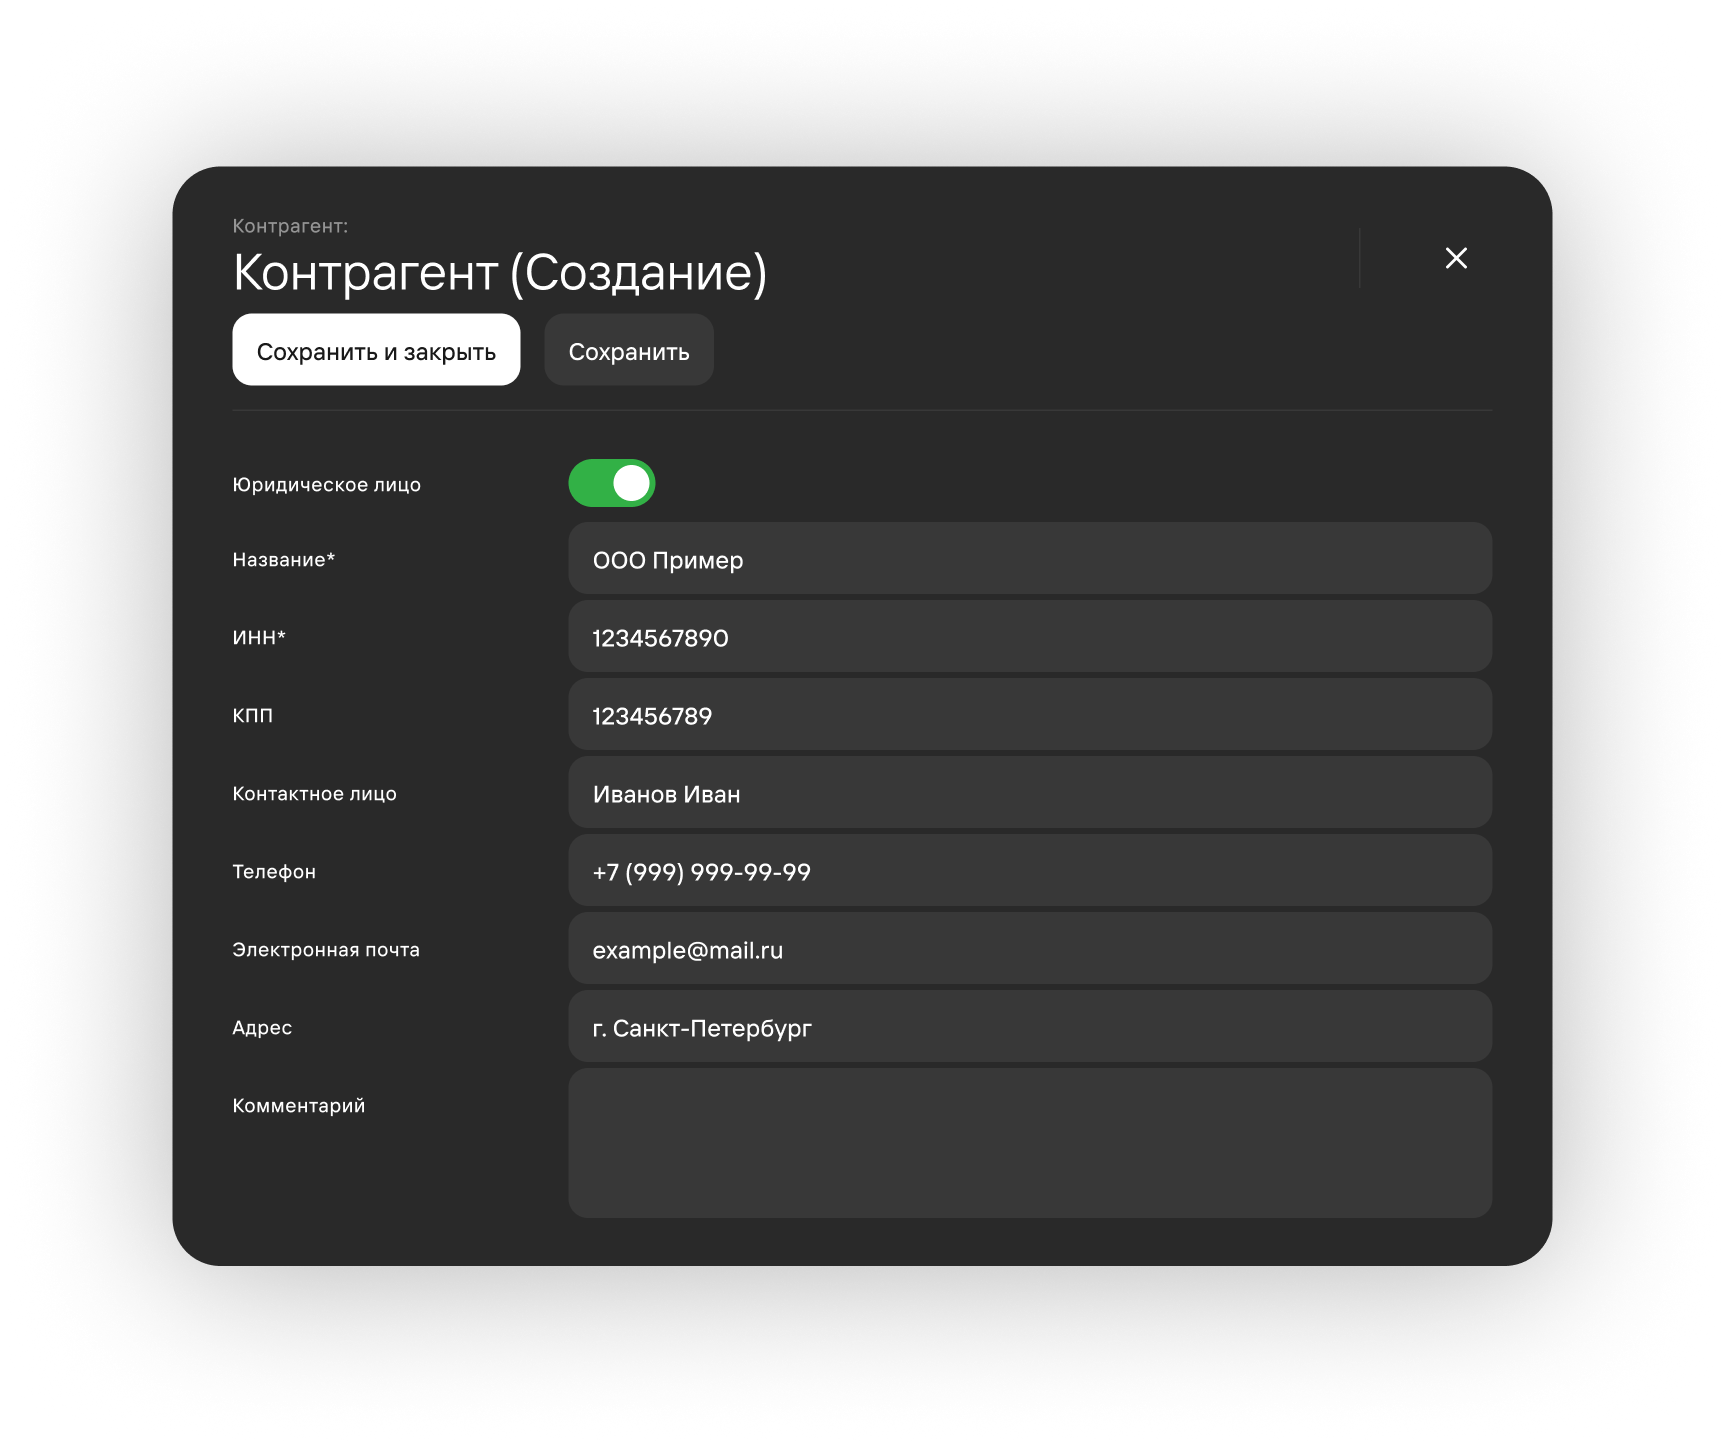 Контрагент:
Контрагент (Создание)
Сохранить и закрыть
Сохранить
Юридическое лицо
Название*
ООО Пример
ИНН*
1234567890
КПП
123456789
Контактное лицо
Иванов Иван
Телефон
+7 (999) 999-99-99
Электронная почта
example@mail.ru
Адрес
г. Санкт-Петербург
Комментарий